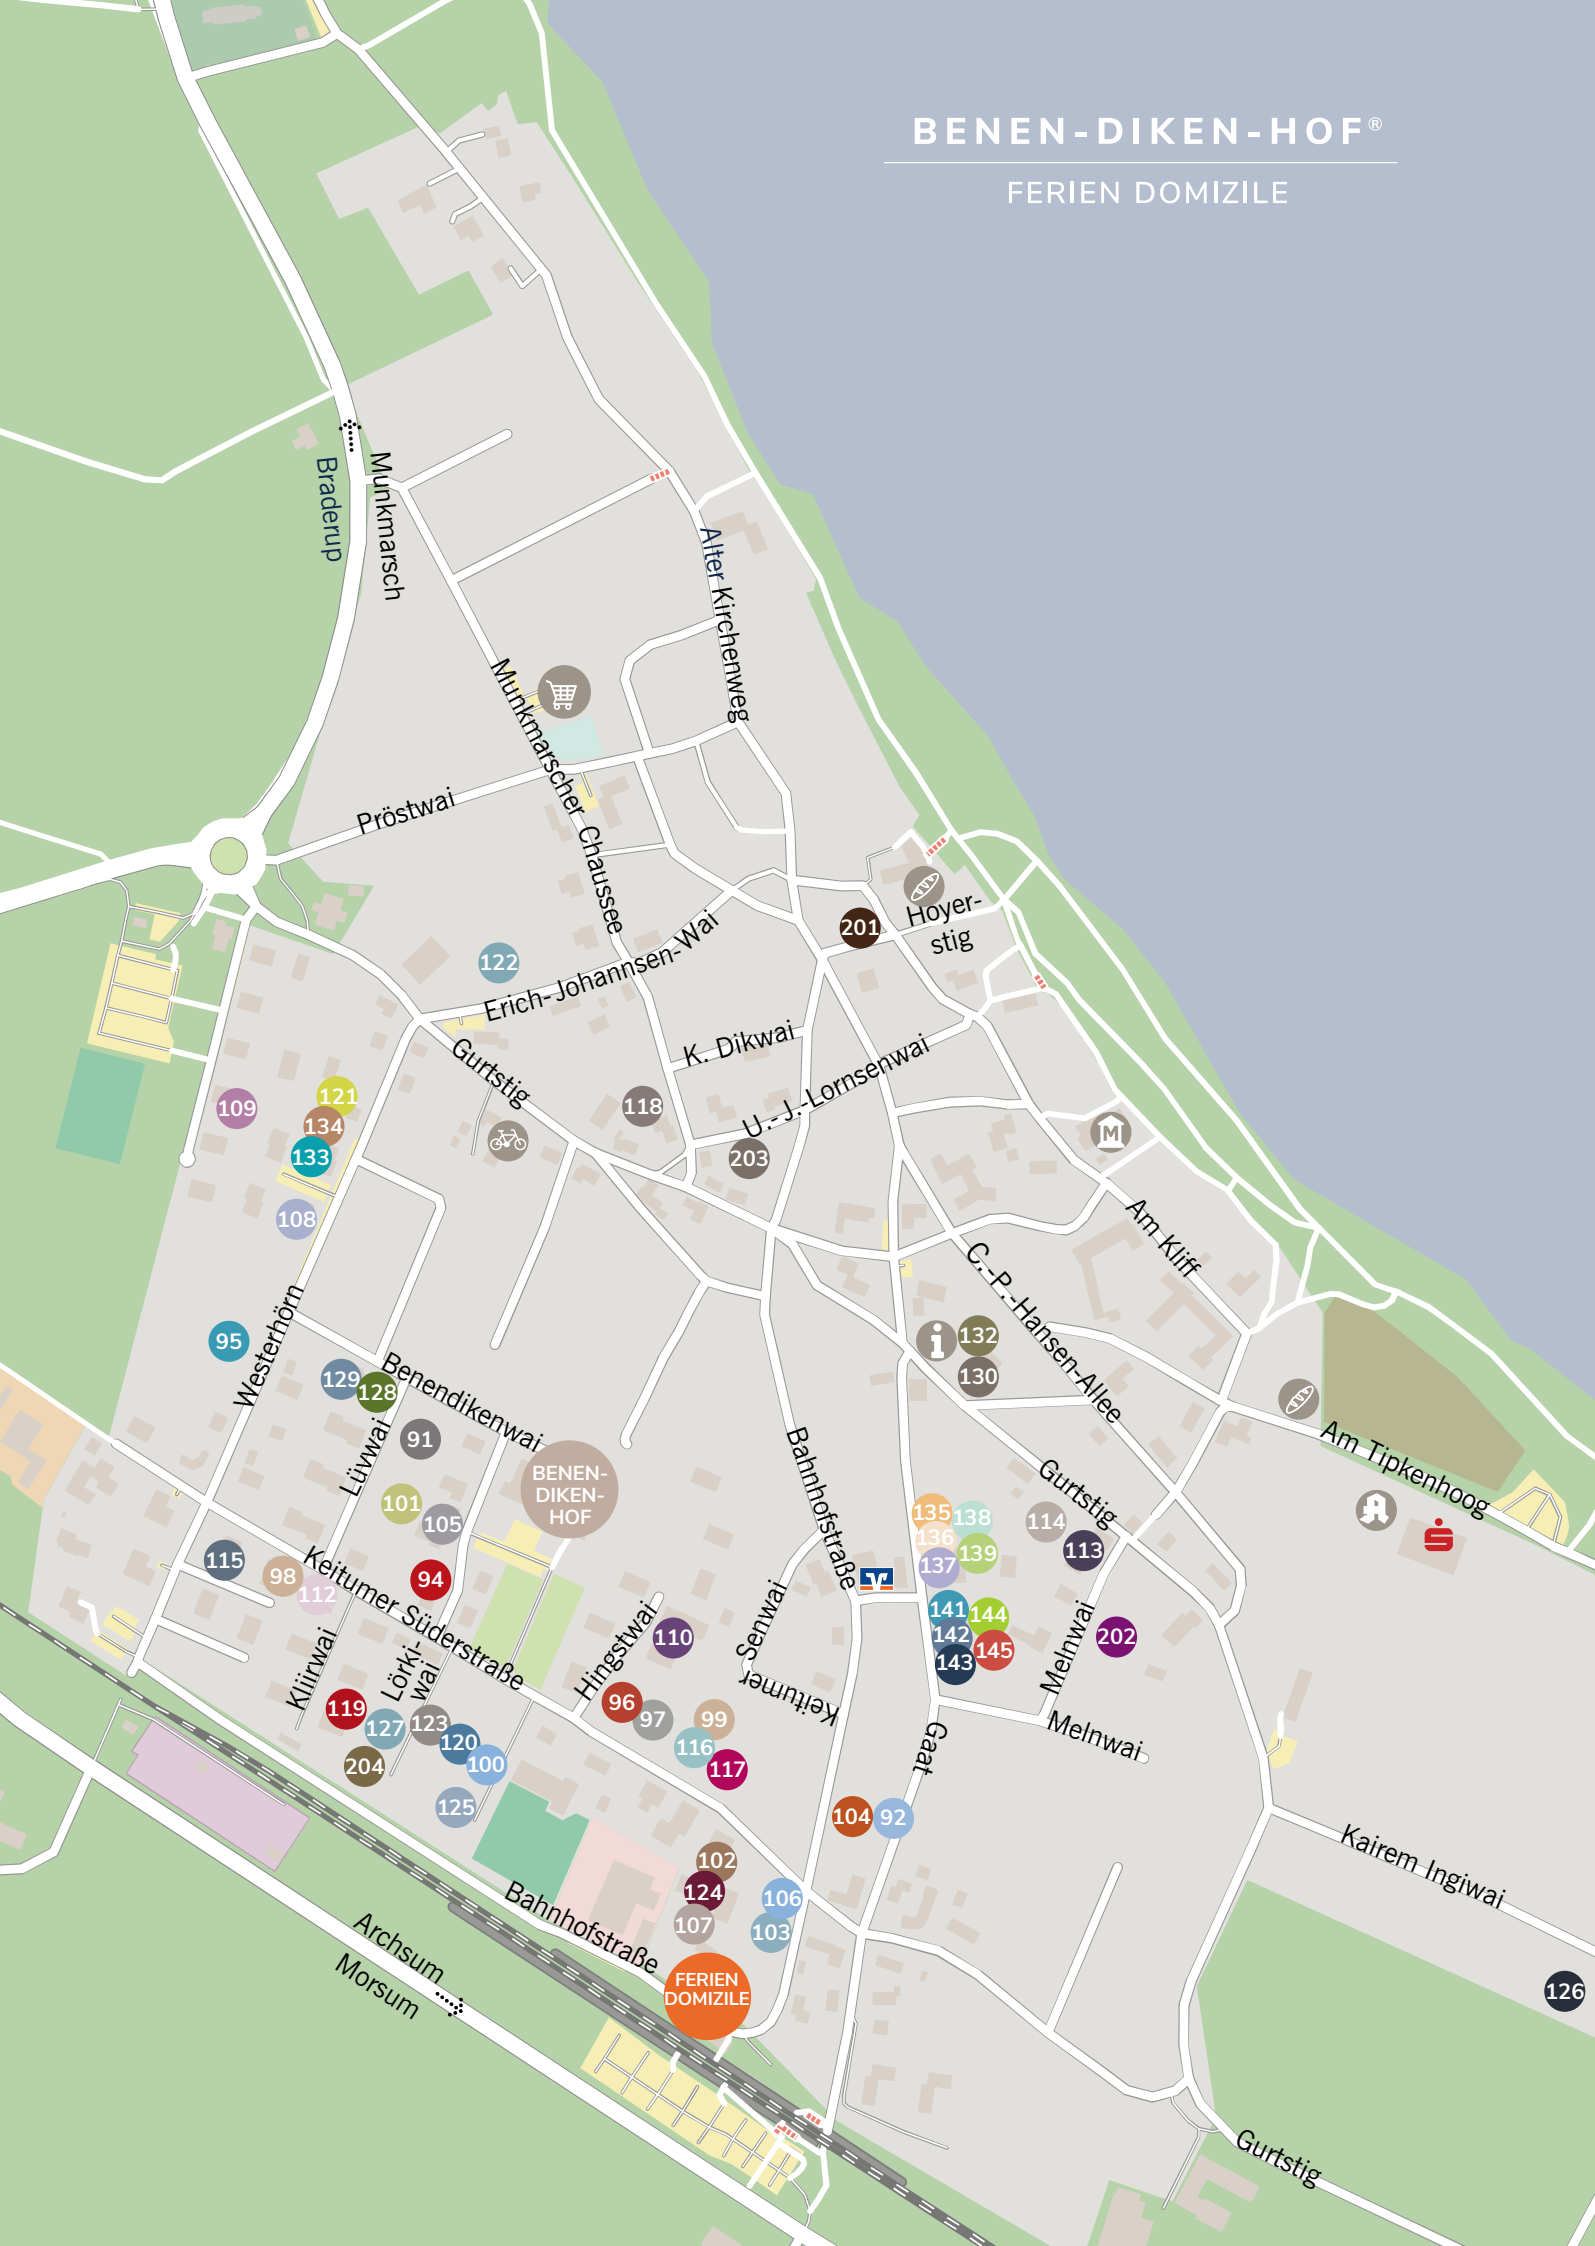 BENEN-DIKEN-HOF®
FERIEN DOMIZILE
Braderup
Munkmarsch
Alter Kirchenweg
Munkmarscher Chaussee
Pröstwai
201
Hoyer-
stig
122
Erich-Johannsen-Wai
K. Dikwai
Gurtstig
U.-J.-Lornsenwai
109
121
134
133
118
203
M
108
Am Kliff
C.-P.-Hansen-Allee
Westerhörn
95
i
132
130
129
128
Benendikenwai
91
Lüvwai
BENEN-
DIKEN-
HOF
Bahnhofstraße
Am Tipkenhoog
Gurtstig
101
105
135
138
136
139
137
114
113
115
98
112
94
Keitumer Süderstraße
Hingstwai
110
Senwai
Keitumer
141
144
142
145
143
Melnwai
202
Kliirwai
Lörki-
wai
119
127
123
120
204
100
125
96
97
99
116
117
Gaat
Melnwai
104
92
Kairem Ingiwai
102
124
107
106
103
Bahnhofstraße
Archsum
Morsum
FERIEN
DOMIZILE
126
Gurtstig